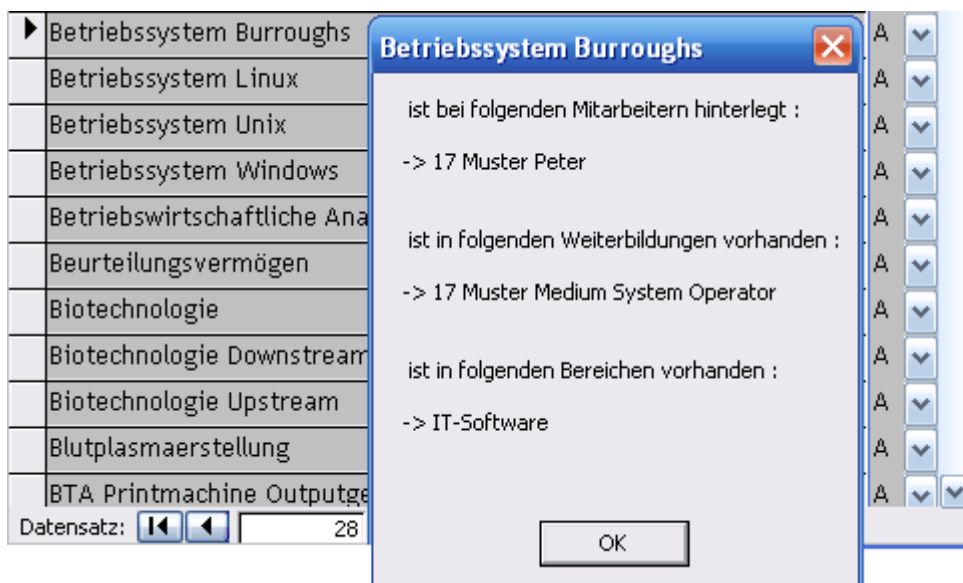 Betriebssystem Burroughs
Betriebssystem Linux
Betriebssystem Unix
Betriebssystem Windows
Betriebswirtschaftliche Ana
Beurteilungsvermögen
Biotechnologie
Biotechnologie Downstream
Biotechnologie Upstream
Blutplasmaerstellung
BTA Printmachine Outputge
Datensatz: 28
Betriebssystem Burroughs
ist bei folgenden Mitarbeitern hinterlegt :
-> 17 Muster Peter
ist in folgenden Weiterbildungen vorhanden :
-> 17 Muster Medium System Operator
ist in folgenden Bereichen vorhanden :
-> IT-Software
OK
A
A
A
A
A
A
A
A
A
A
A